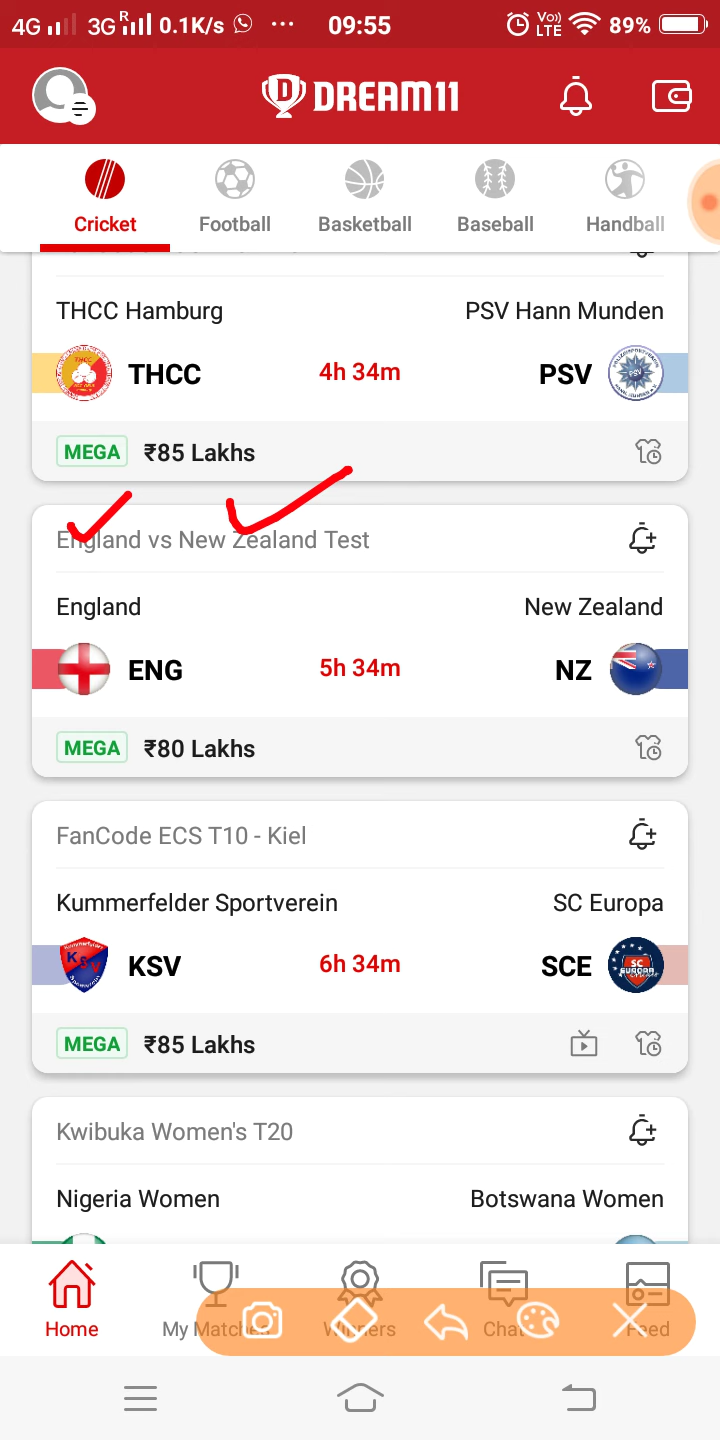 4G 3G R 0.1K/s ... 09:55 Vo)) LTE 89%
DREAM11
Cricket Football Basketball Baseball Handball
THCC Hamburg PSV Hann Munden
THCC 4h 34m PSV
MEGA ₹85 Lakhs
England vs New Zealand Test
England New Zealand
ENG 5h 34m NZ
MEGA ₹80 Lakhs
FanCode ECS T10 - Kiel
Kummerfelder Sportverein SC Europa
KSV 6h 34m SCE
MEGA ₹85 Lakhs
Kwibuka Women's T20
Nigeria Women Botswana Women
Home My Matches Winners Chat Feed